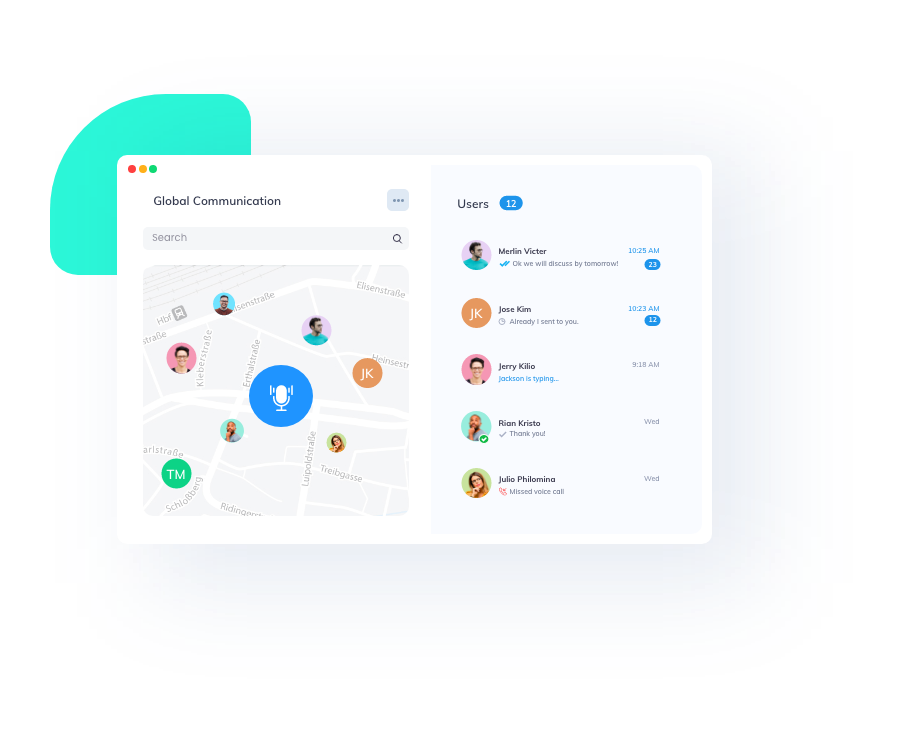 Global Communication
Search
Elisenstraße
senstraße
Hbf
straße
Kleberstraße
Erthalstraße
Heinsestr
JK
arlstraße
TM
Schloßberg
Luipoldstraße
Treibgasse
Ridingers
Users 12
Merlin Victer 10:25 AM
Ok we will discuss by tomorrow! 23
JK
Jose Kim 10:23 AM
Already I sent to you. 12
Jerry Kilio 9:18 AM
Jackson is typing...
Rian Kristo Wed
Thank you!
Julio Philomina Wed
Missed voice call